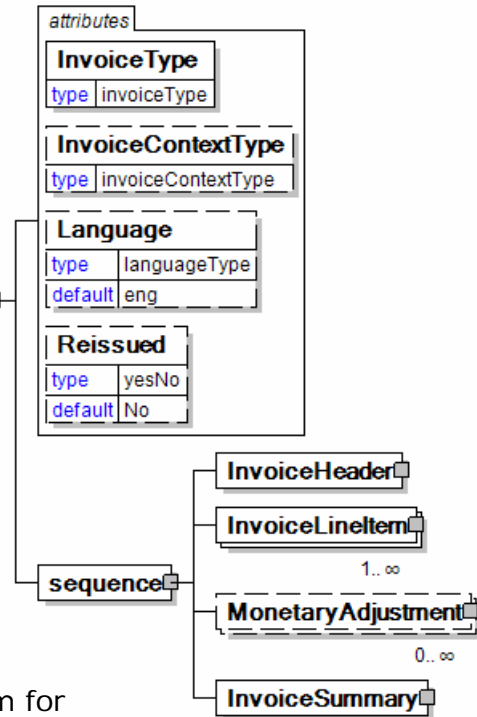 attributes
InvoiceType
type invoiceType
InvoiceContextType
type invoiceContextType
Language
type languageType
default eng
Reissued
type yesNo
default No
InvoiceHeader
InvoiceLineItem
1.. ∞
sequence
MonetaryAdjustment
0.. ∞
InvoiceSummary
for